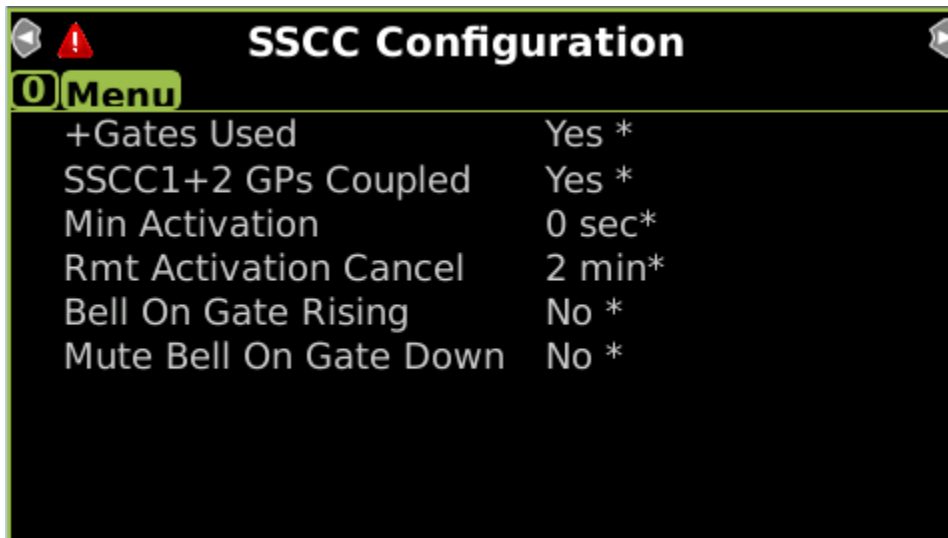 SSCC Configuration
0 Menu
+Gates Used Yes *
SSCC1+2 GPs Coupled Yes *
Min Activation 0 sec*
Rmt Activation Cancel 2 min*
Bell On Gate Rising No *
Mute Bell On Gate Down No *